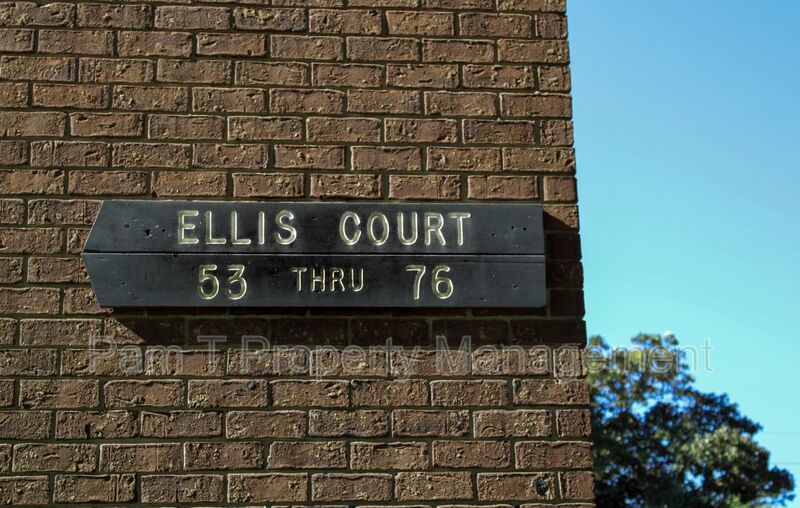 ELLIS COURT
53 THRU 76
Pam T Property Management